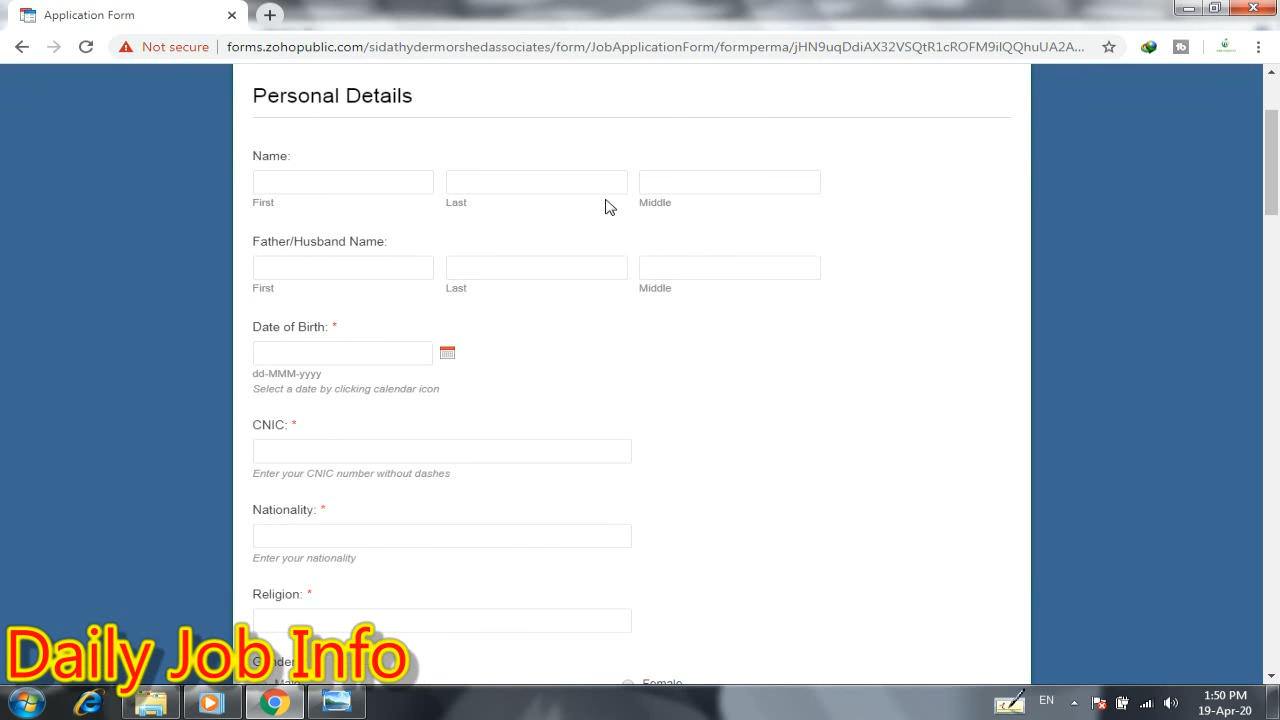 Application Form
Not secure
forms.zohopublic.com/sidathydermorshedassociates/form/JobApplicationForm/formperma/jHN9uqDdiAX32VSQtR1cROFM9ilQQhuUA2A...
Personal Details
Name:
First Last Middle
Father/Husband Name:
First Last Middle
Date of Birth: *
dd-MMM-yyyy
Select a date by clicking calendar icon
CNIC: *
Enter your CNIC number without dashes
Nationality: *
Enter your nationality
Religion: *
Daily Job Info
Gender
Male Female
EN
1:50 PM
19-Apr-20